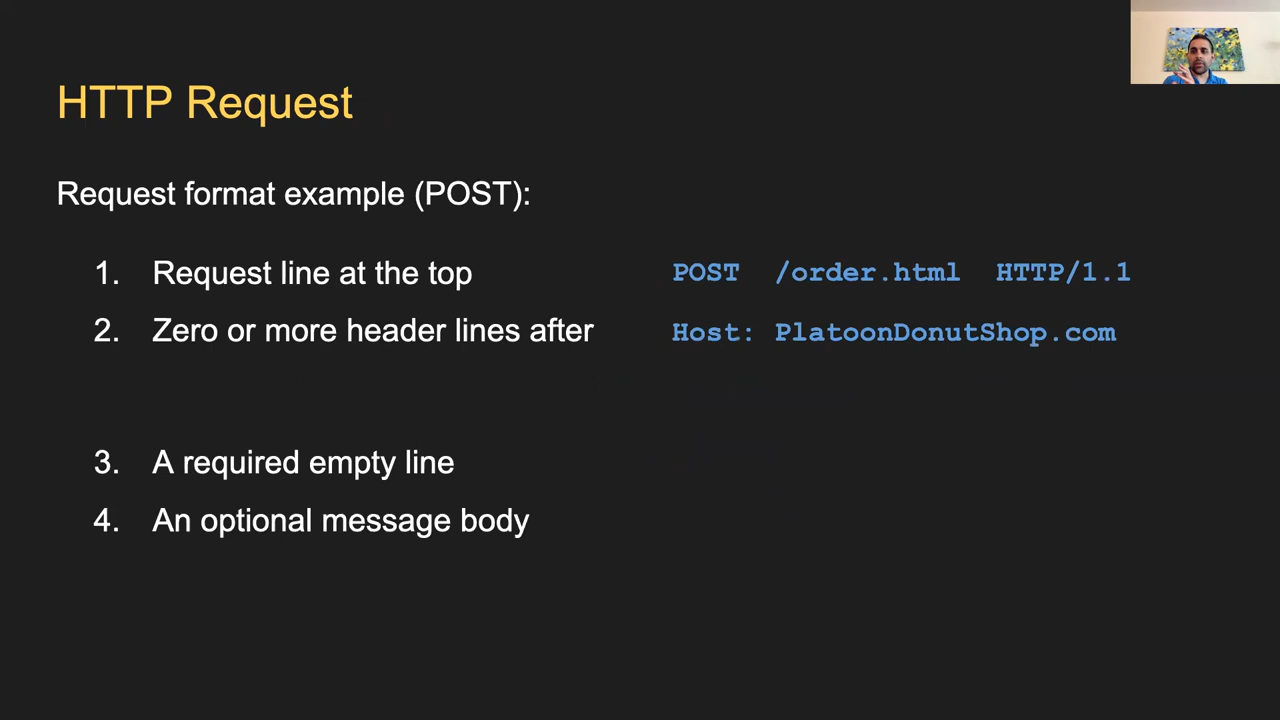 HTTP Request
Request format example (POST):
1. Request line at the top POST /order.html HTTP/1.1
2. Zero or more header lines after Host: PlatoonDonutShop.com
3. A required empty line
4. An optional message body